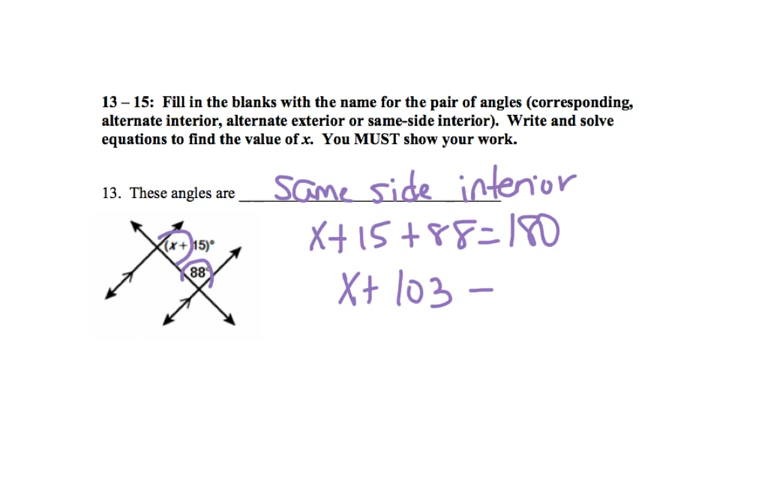 13 – 15: Fill in the blanks with the name for the pair of angles (corresponding,
alternate interior, alternate exterior or same-side interior). Write and solve
equations to find the value of x. You MUST show your work.
13. These angles are same side interior
(x + 15)°
88°
x + 15 + 88 = 180
x + 103 =